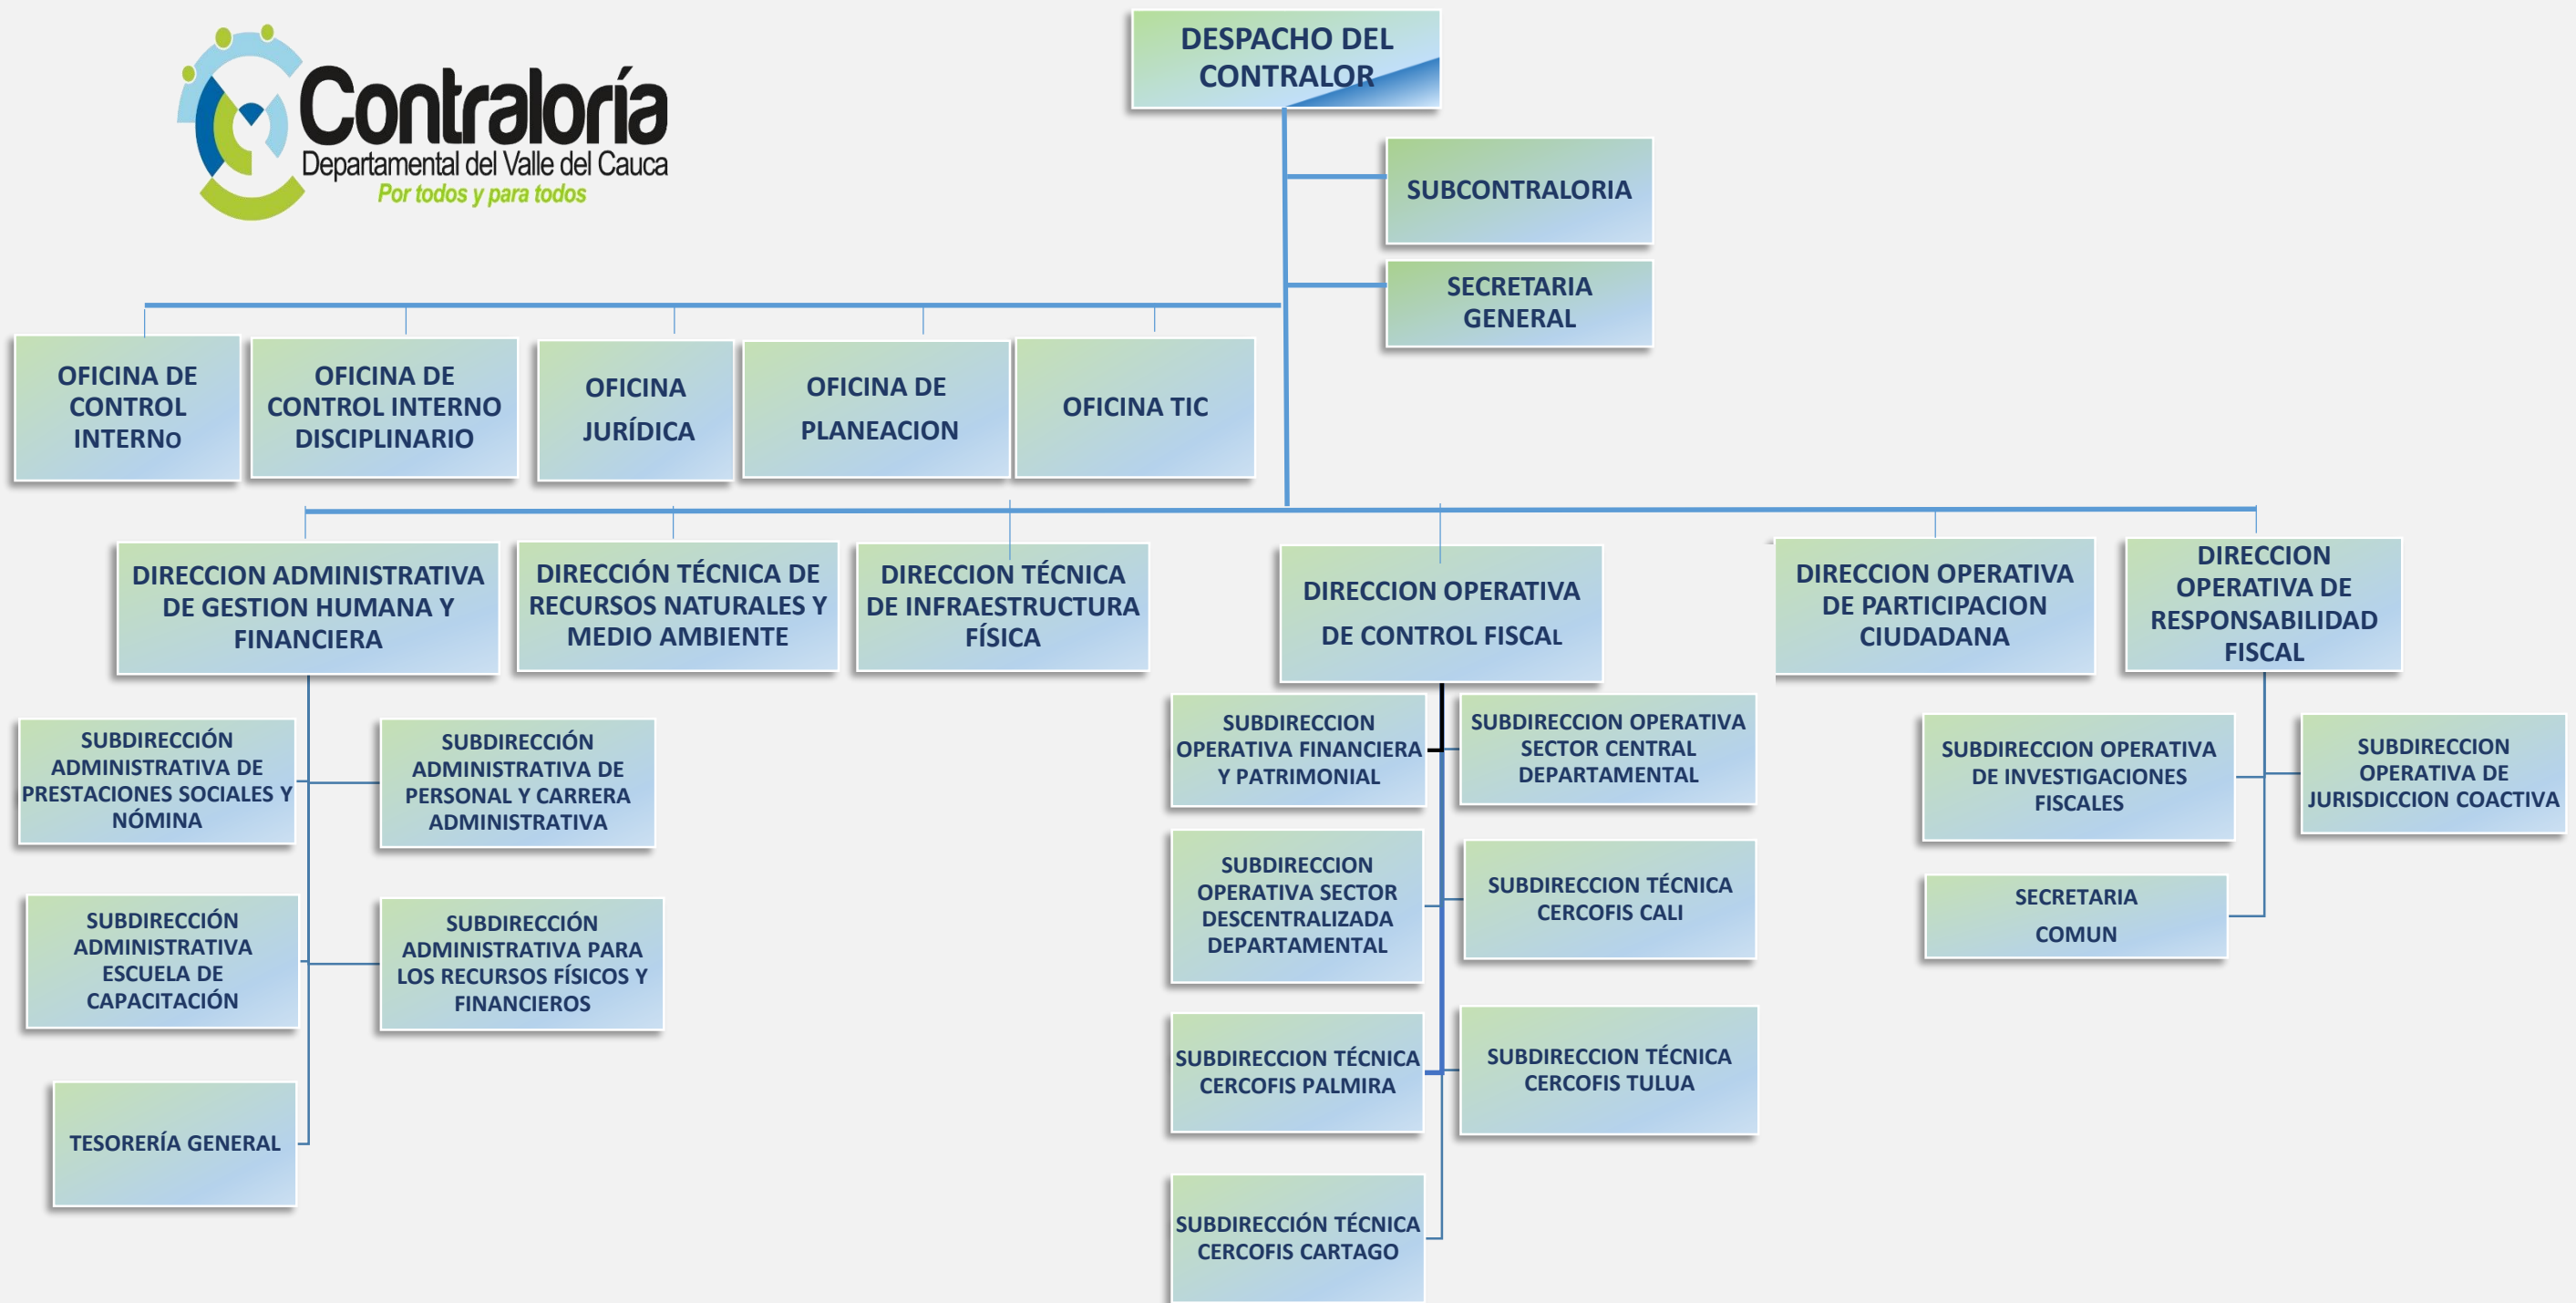 Contraloría
Departamental del Valle del Cauca
Por todos y para todos
DESPACHO DEL
CONTRALOR
SUBCONTRALORIA
SECRETARIA
GENERAL
OFICINA DE
CONTROL
INTERNO
OFICINA DE
CONTROL INTERNO
DISCIPLINARIO
OFICINA
JURÍDICA
OFICINA DE
PLANEACION
OFICINA TIC
DIRECCION ADMINISTRATIVA
DE GESTION HUMANA Y
FINANCIERA
DIRECCIÓN TÉCNICA DE
RECURSOS NATURALES Y
MEDIO AMBIENTE
DIRECCION TÉCNICA
DE INFRAESTRUCTURA
FÍSICA
DIRECCION OPERATIVA
DE CONTROL FISCAL
DIRECCION OPERATIVA
DE PARTICIPACION
CIUDADANA
DIRECCION
OPERATIVA DE
RESPONSABILIDAD
FISCAL
SUBDIRECCIÓN
ADMINISTRATIVA DE
PRESTACIONES SOCIALES Y
NÓMINA
SUBDIRECCIÓN
ADMINISTRATIVA DE
PERSONAL Y CARRERA
ADMINISTRATIVA
SUBDIRECCIÓN
ADMINISTRATIVA
ESCUELA DE
CAPACITACIÓN
SUBDIRECCIÓN
ADMINISTRATIVA PARA
LOS RECURSOS FÍSICOS Y
FINANCIEROS
TESORERÍA GENERAL
SUBDIRECCION
OPERATIVA FINANCIERA
Y PATRIMONIAL
SUBDIRECCION OPERATIVA
SECTOR CENTRAL
DEPARTAMENTAL
SUBDIRECCION
OPERATIVA SECTOR
DESCENTRALIZADA
DEPARTAMENTAL
SUBDIRECCION TÉCNICA
CERCOFIS CALI
SUBDIRECCION TÉCNICA
CERCOFIS PALMIRA
SUBDIRECCION TÉCNICA
CERCOFIS TULUA
SUBDIRECCIÓN TÉCNICA
CERCOFIS CARTAGO
SUBDIRECCION OPERATIVA
DE INVESTIGACIONES
FISCALES
SUBDIRECCION
OPERATIVA DE
JURISDICCION COACTIVA
SECRETARIA
COMUN